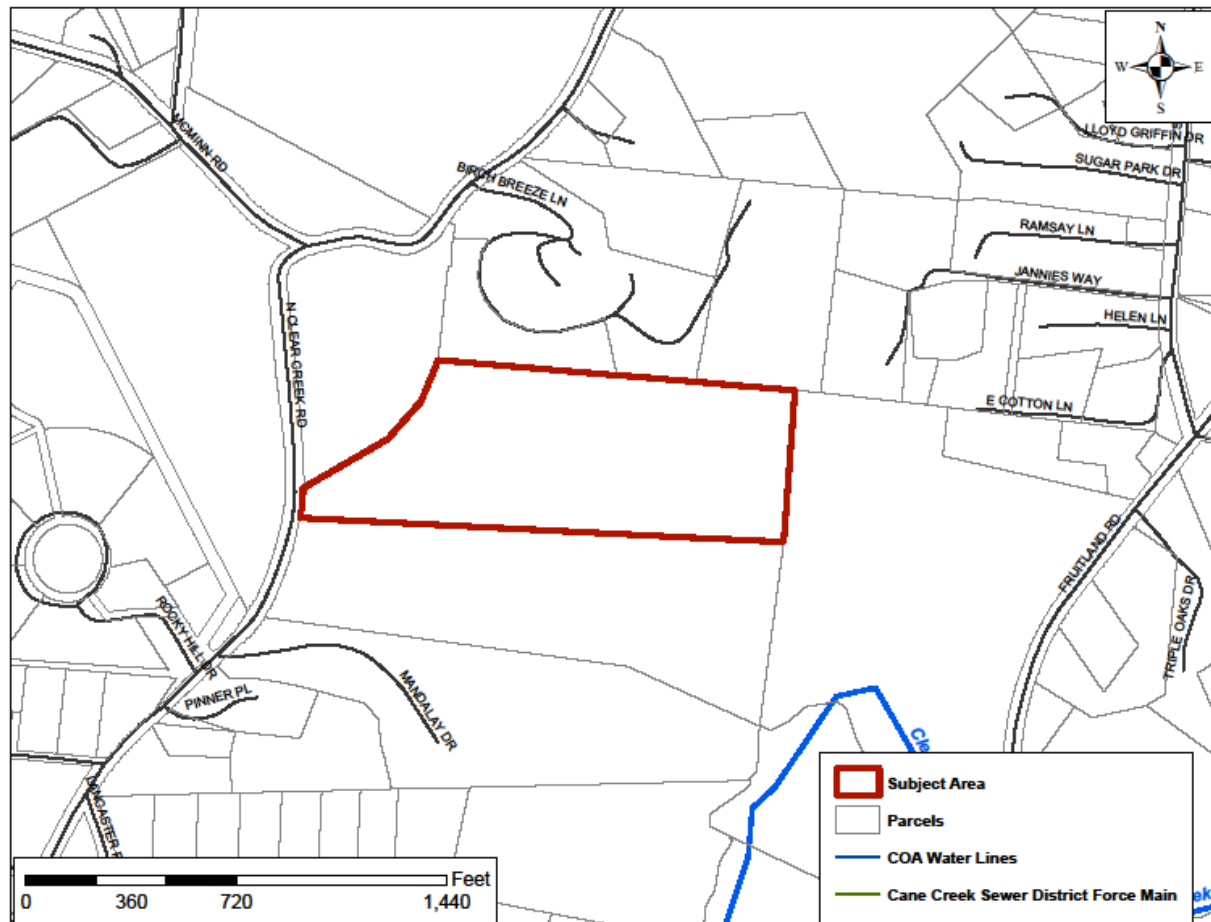 N
W E
S
MCMINN RD
LLOYD GRIFFIN DR
SUGAR PARK DR
BIRCH BREEZE LN
RAMSAY LN
JANNIES WAY
N CLEAR CREEK RD
HELEN LN
E COTTON LN
FRUITLAND RD
TRIPLE OAKS DR
ROCKY HILL DR
PINNER PL
MANDALAY DR
Subject Area
Parcels
COA Water Lines
Cane Creek Sewer District Force Main
Feet
0 360 720 1,440